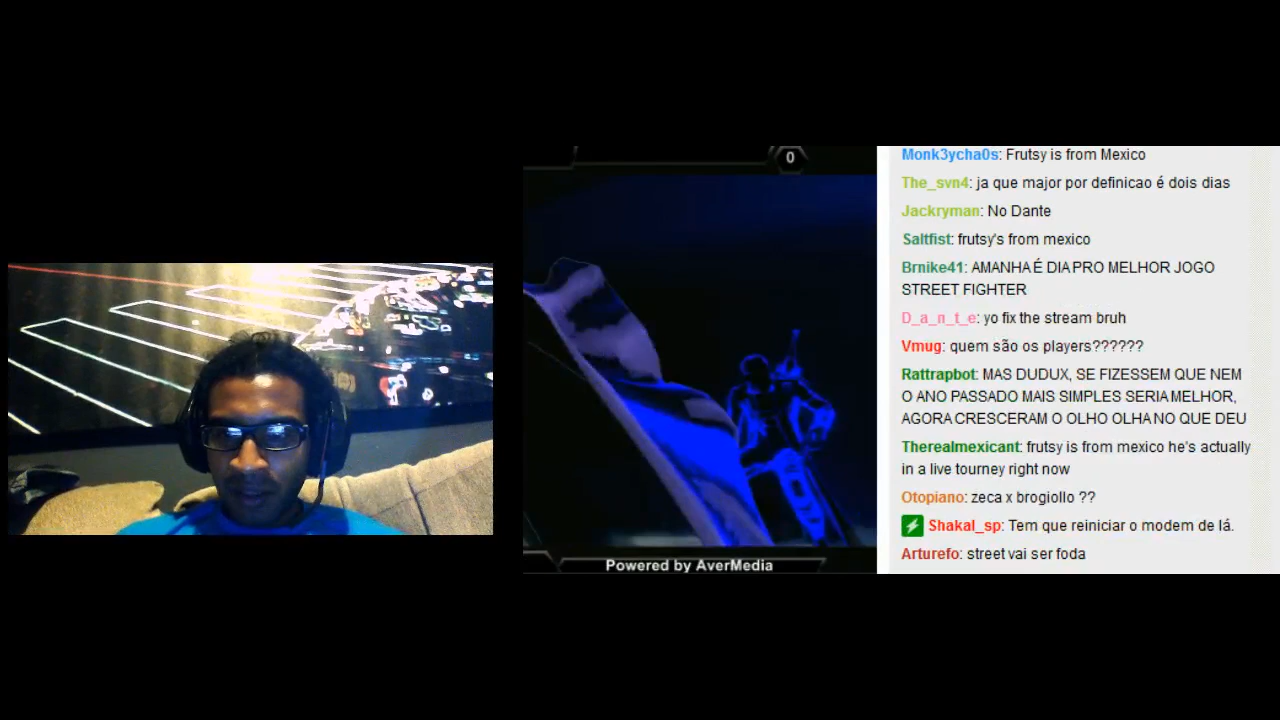 0
Powered by AverMedia
Monk3ycha0s: Frutsy is from Mexico
The_svn4: ja que major por definicao é dois dias
Jackryman: No Dante
Saltfist: frutsy's from mexico
Brnike41: AMANHA É DIA PRO MELHOR JOGO
STREET FIGHTER
D_a_n_t_e: yo fix the stream bruh
Vmug: quem são os players??????
Rattrapbot: MAS DUDUX, SE FIZESSEM QUE NEM
O ANO PASSADO MAIS SIMPLES SERIA MELHOR,
AGORA CRESCERAM O OLHO OLHA NO QUE DEU
Therealmexicant: frutsy is from mexico he's actually
in a live tourney right now
Otopiano: zeca x brogiollo ??
Shakal_sp: Tem que reiniciar o modem de lá.
Arturefo: street vai ser foda